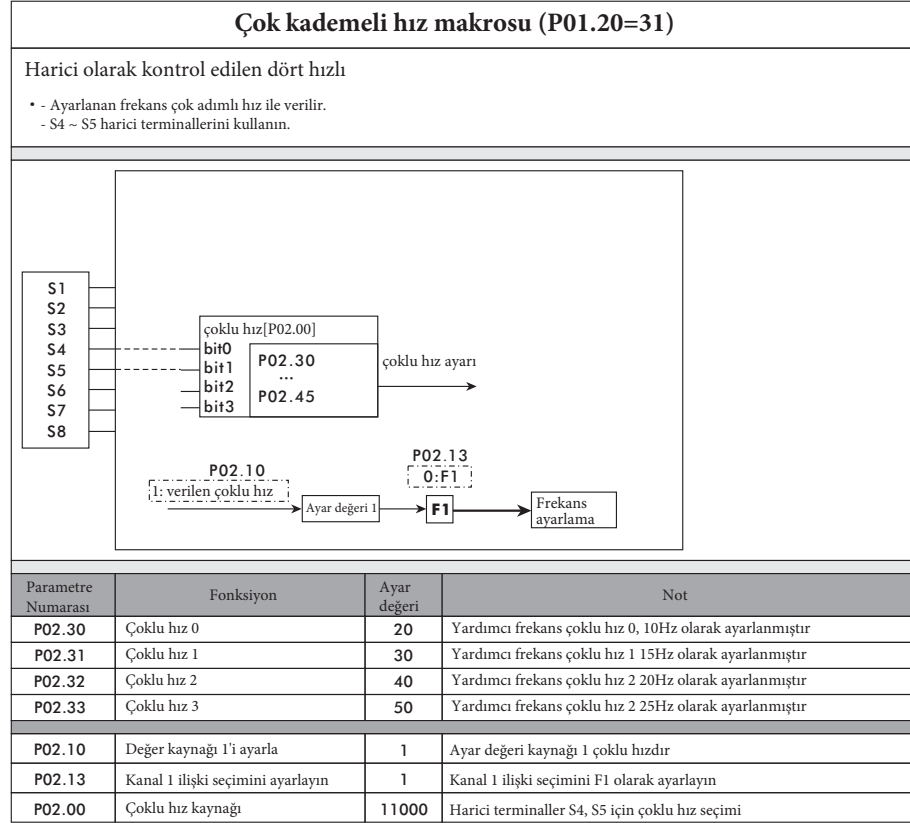 Çok kademeli hız makrosu (P01.20=31)
Harici olarak kontrol edilen dört hızlı
• - Ayarlanan frekans çok adımlı hız ile verilir.
- S4 ~ S5 harici terminallerini kullanın.
S1
S2
S3
S4
S5
S6
S7
S8
çoklu hız[P02.00]
bit0
bit1
bit2
bit3
P02.30
...
P02.45
çoklu hız ayarı
P02.10
1: verilen çoklu hız
Ayar değeri 1
P02.13
0:F1
F1
Frekans
ayarlama
Parametre Numarası Fonksiyon Ayar değeri Not
P02.30 Çoklu hız 0 20 Yardımcı frekans çoklu hız 0, 10Hz olarak ayarlanmıştır
P02.31 Çoklu hız 1 30 Yardımcı frekans çoklu hız 1 15Hz olarak ayarlanmıştır
P02.32 Çoklu hız 2 40 Yardımcı frekans çoklu hız 2 20Hz olarak ayarlanmıştır
P02.33 Çoklu hız 3 50 Yardımcı frekans çoklu hız 2 25Hz olarak ayarlanmıştır
P02.10 Değer kaynağı 1'i ayarla 1 Ayar değeri kaynağı 1 çoklu hızdır
P02.13 Kanal 1 ilişki seçimini ayarlayın 1 Kanal 1 ilişki seçimini F1 olarak ayarlayın
P02.00 Çoklu hız kaynağı 11000 Harici terminaller S4, S5 için çoklu hız seçimi